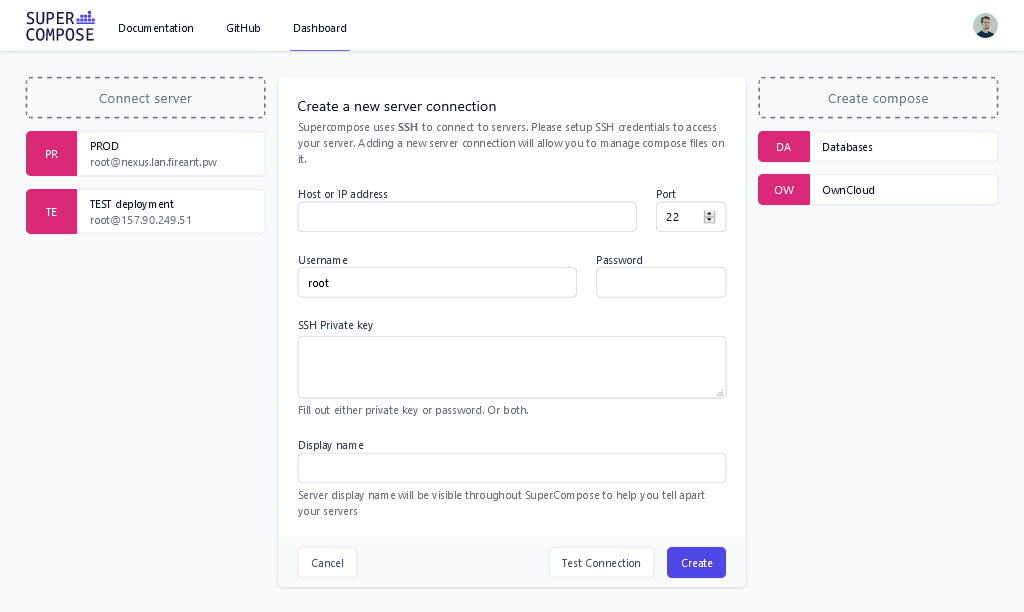 SUPER
COMPOSE
Documentation
GitHub
Dashboard
Connect server
PR
PROD
root@nexus.lan.fireant.pw
TE
TEST deployment
root@157.90.249.51
Create a new server connection
Supercompose uses SSH to connect to servers. Please setup SSH credentials to access
your server. Adding a new server connection will allow you to manage compose files on
it.
Host or IP address
Port
22
Username
Password
root
SSH Private key
Fill out either private key or password. Or both.
Display name
Server display name will be visible throughout SuperCompose to help you tell apart
your servers
Cancel
Test Connection
Create
Create compose
DA
Databases
OW
OwnCloud